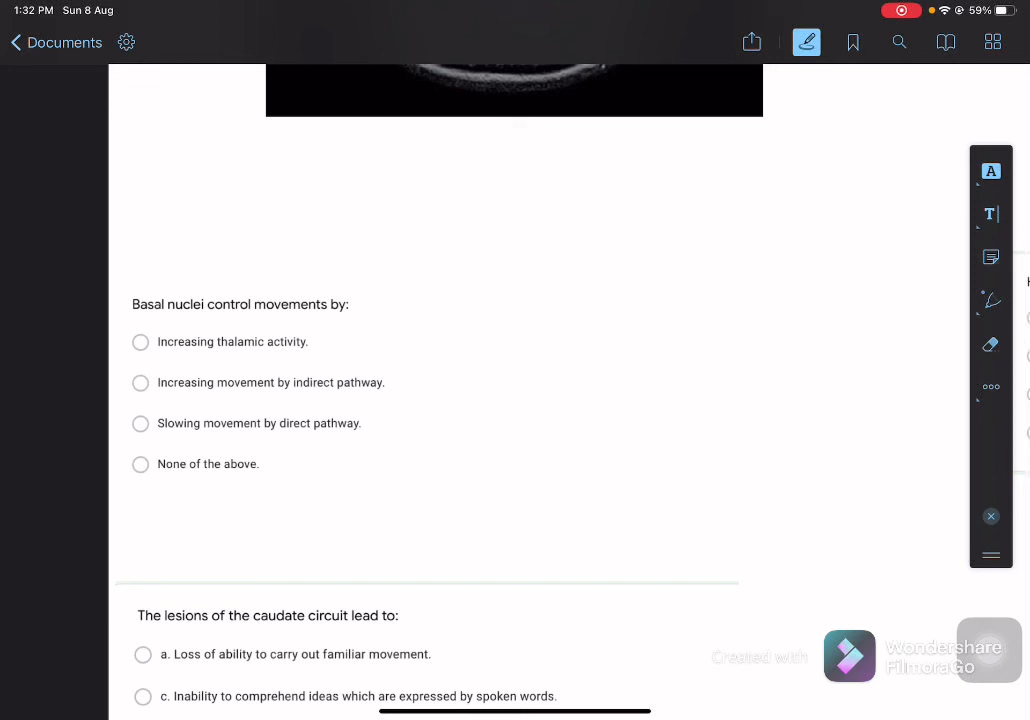 1:32 PM Sun 8 Aug
59%
Documents
A
T
Basal nuclei control movements by:
Increasing thalamic activity.
Increasing movement by indirect pathway.
Slowing movement by direct pathway.
None of the above.
The lesions of the caudate circuit lead to:
a. Loss of ability to carry out familiar movement.
c. Inability to comprehend ideas which are expressed by spoken words.
Created with
Wondershare
FilmoraGo